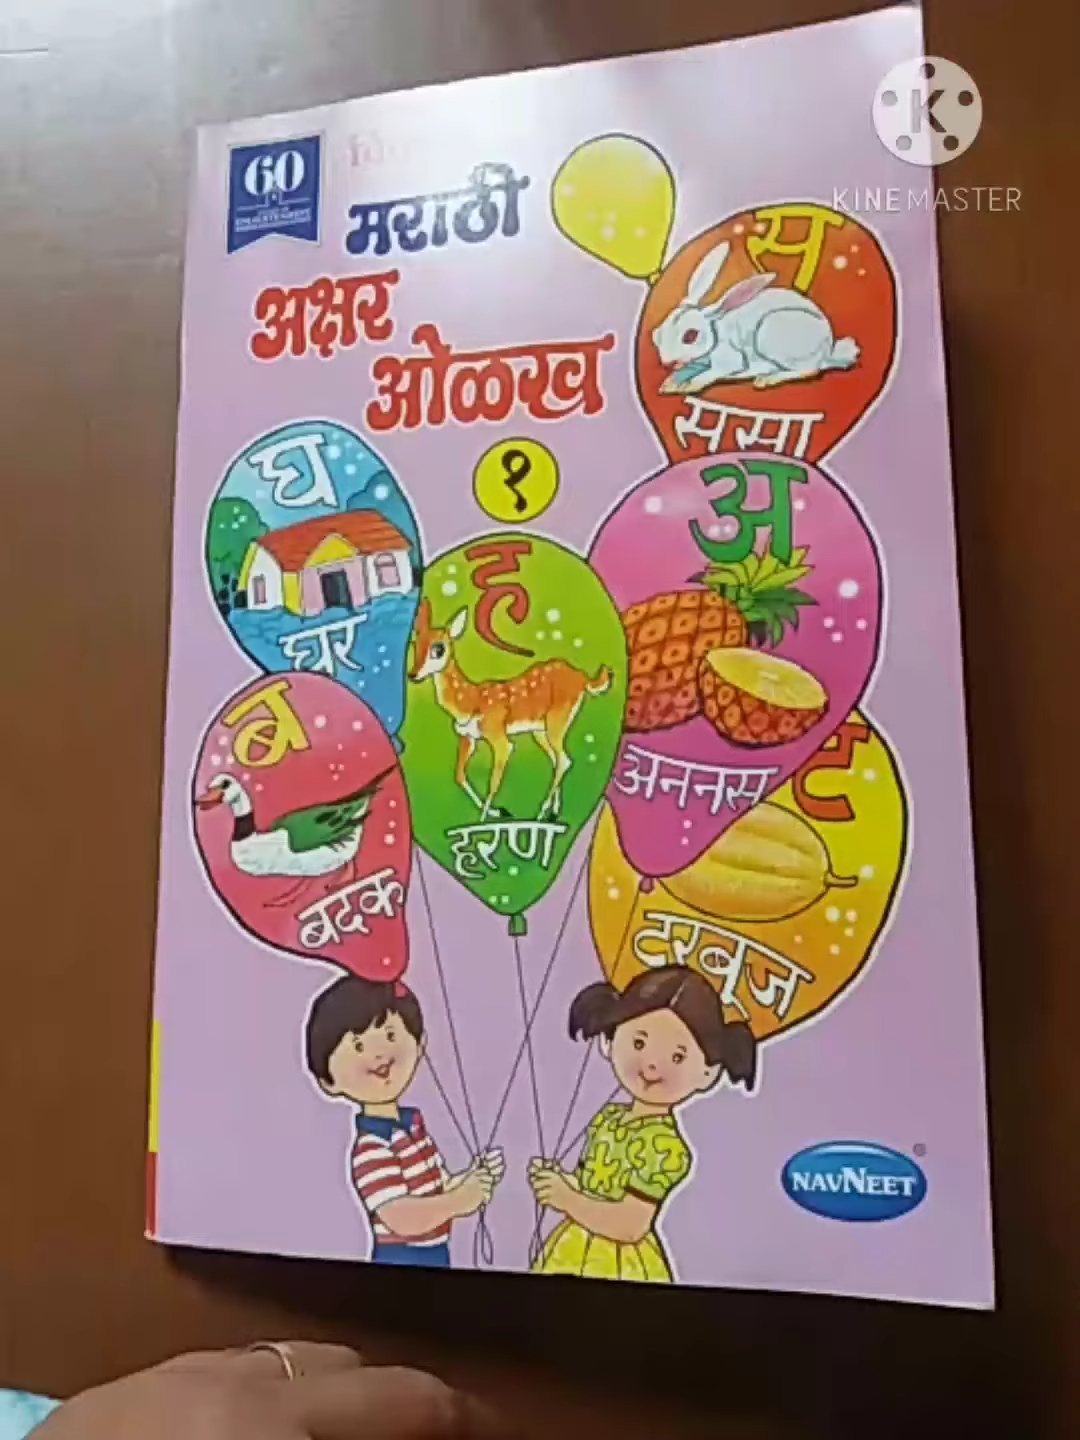 60
मराठी
अक्षर
ओळख
१
K
KINEMASTER
स
ससा
घ
घर
ह
हरण
अ
अननस
ब
बदक
ट
टरबूज
NAVNEET
®